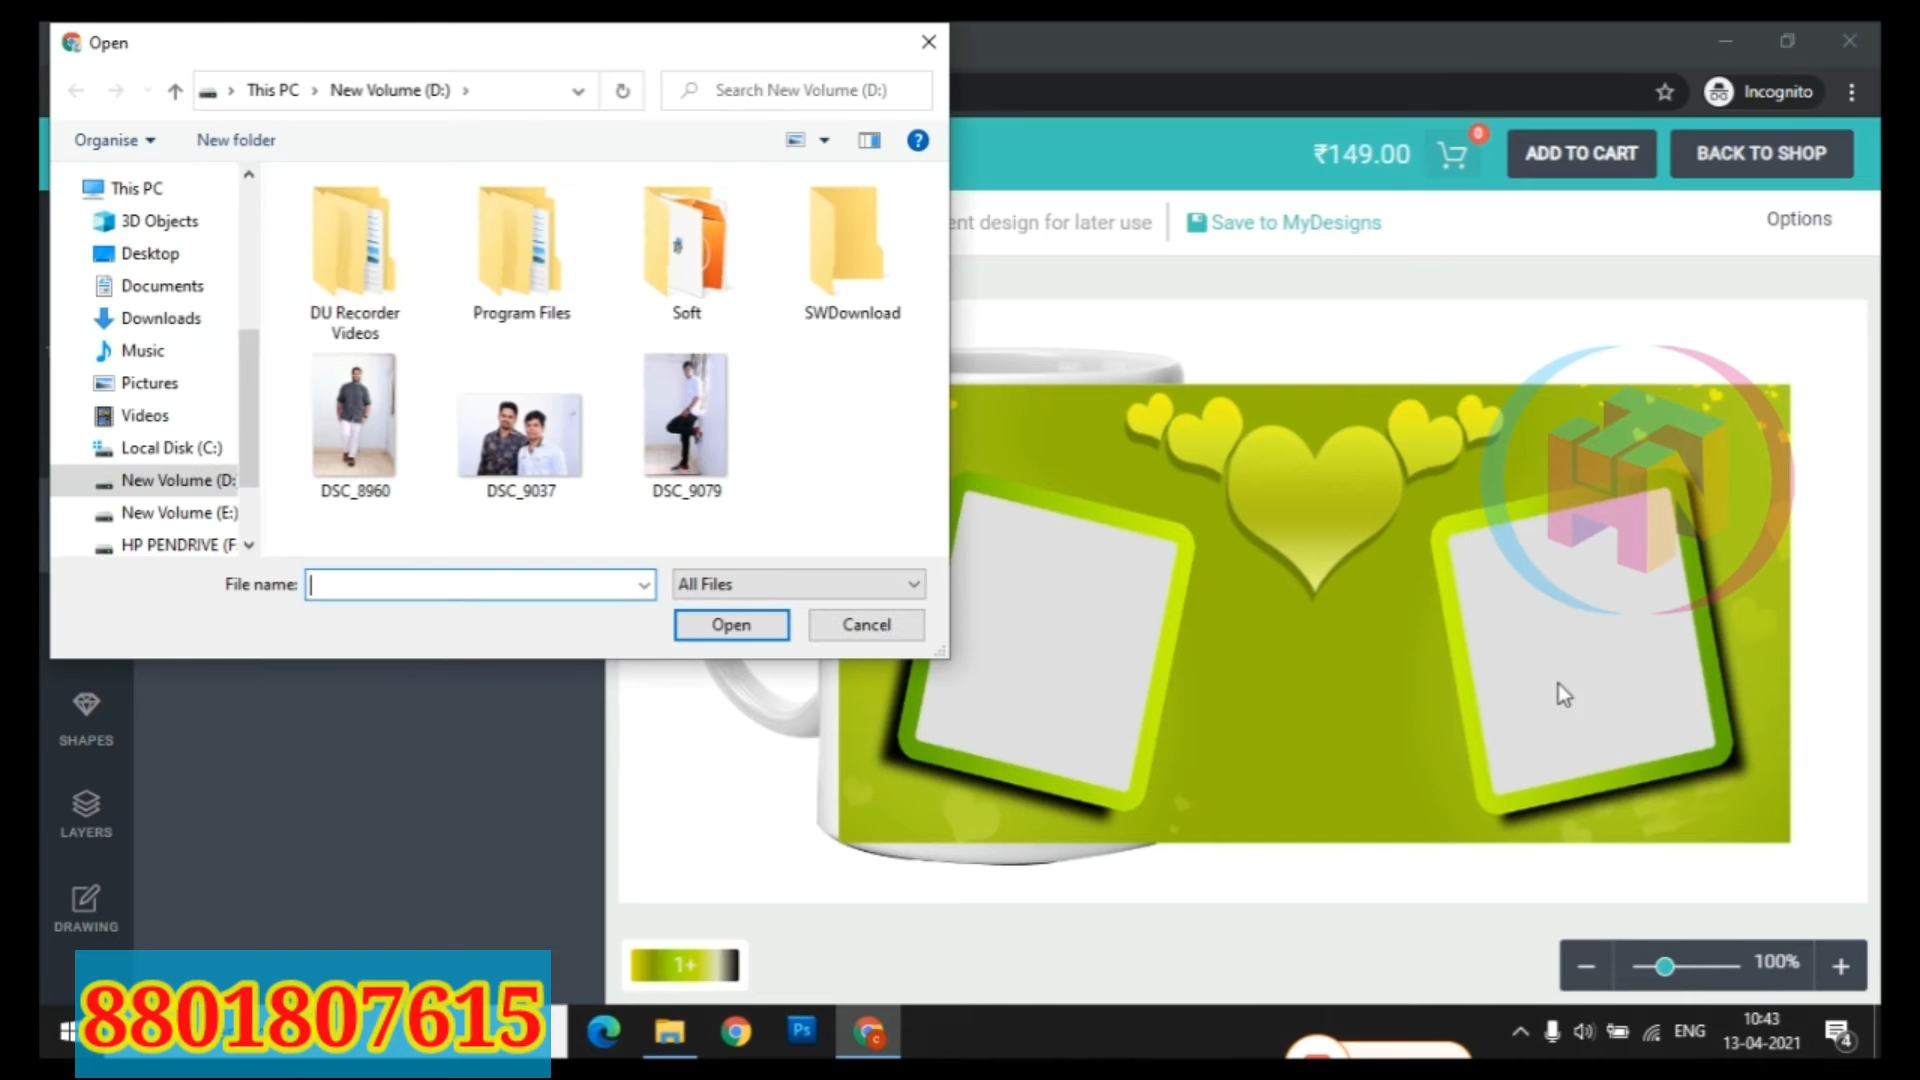 Open
This PC
New Volume (D:)
Search New Volume (D:)
Incognito
Organise
New folder
?
₹149.00
0
ADD TO CART
BACK TO SHOP
This PC
3D Objects
Desktop
Documents
Downloads
Music
Pictures
Videos
Local Disk (C:)
New Volume (D:
New Volume (E:)
HP PENDRIVE (F
DU Recorder
Videos
Program Files
Soft
SWDownload
DSC_8960
DSC_9037
DSC_9079
ent design for later use
Save to MyDesigns
Options
File name:
All Files
Open
Cancel
SHAPES
LAYERS
DRAWING
1+
100%
8801807615
Ps
ENG
10:43
13-04-2021
4